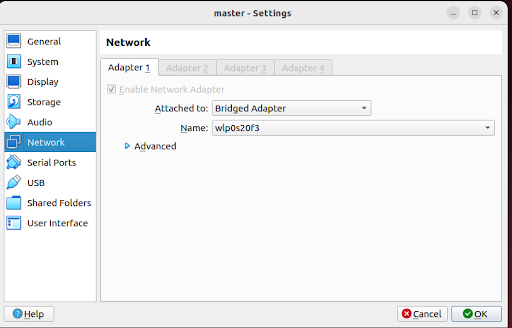 master - Settings
General
System
Display
Storage
Audio
Network
Serial Ports
USB
Shared Folders
User Interface
Network
Adapter 1 Adapter 2 Adapter 3 Adapter 4
Enable Network Adapter
Attached to: Bridged Adapter
Name: wlp0s20f3
Advanced
Help Cancel OK